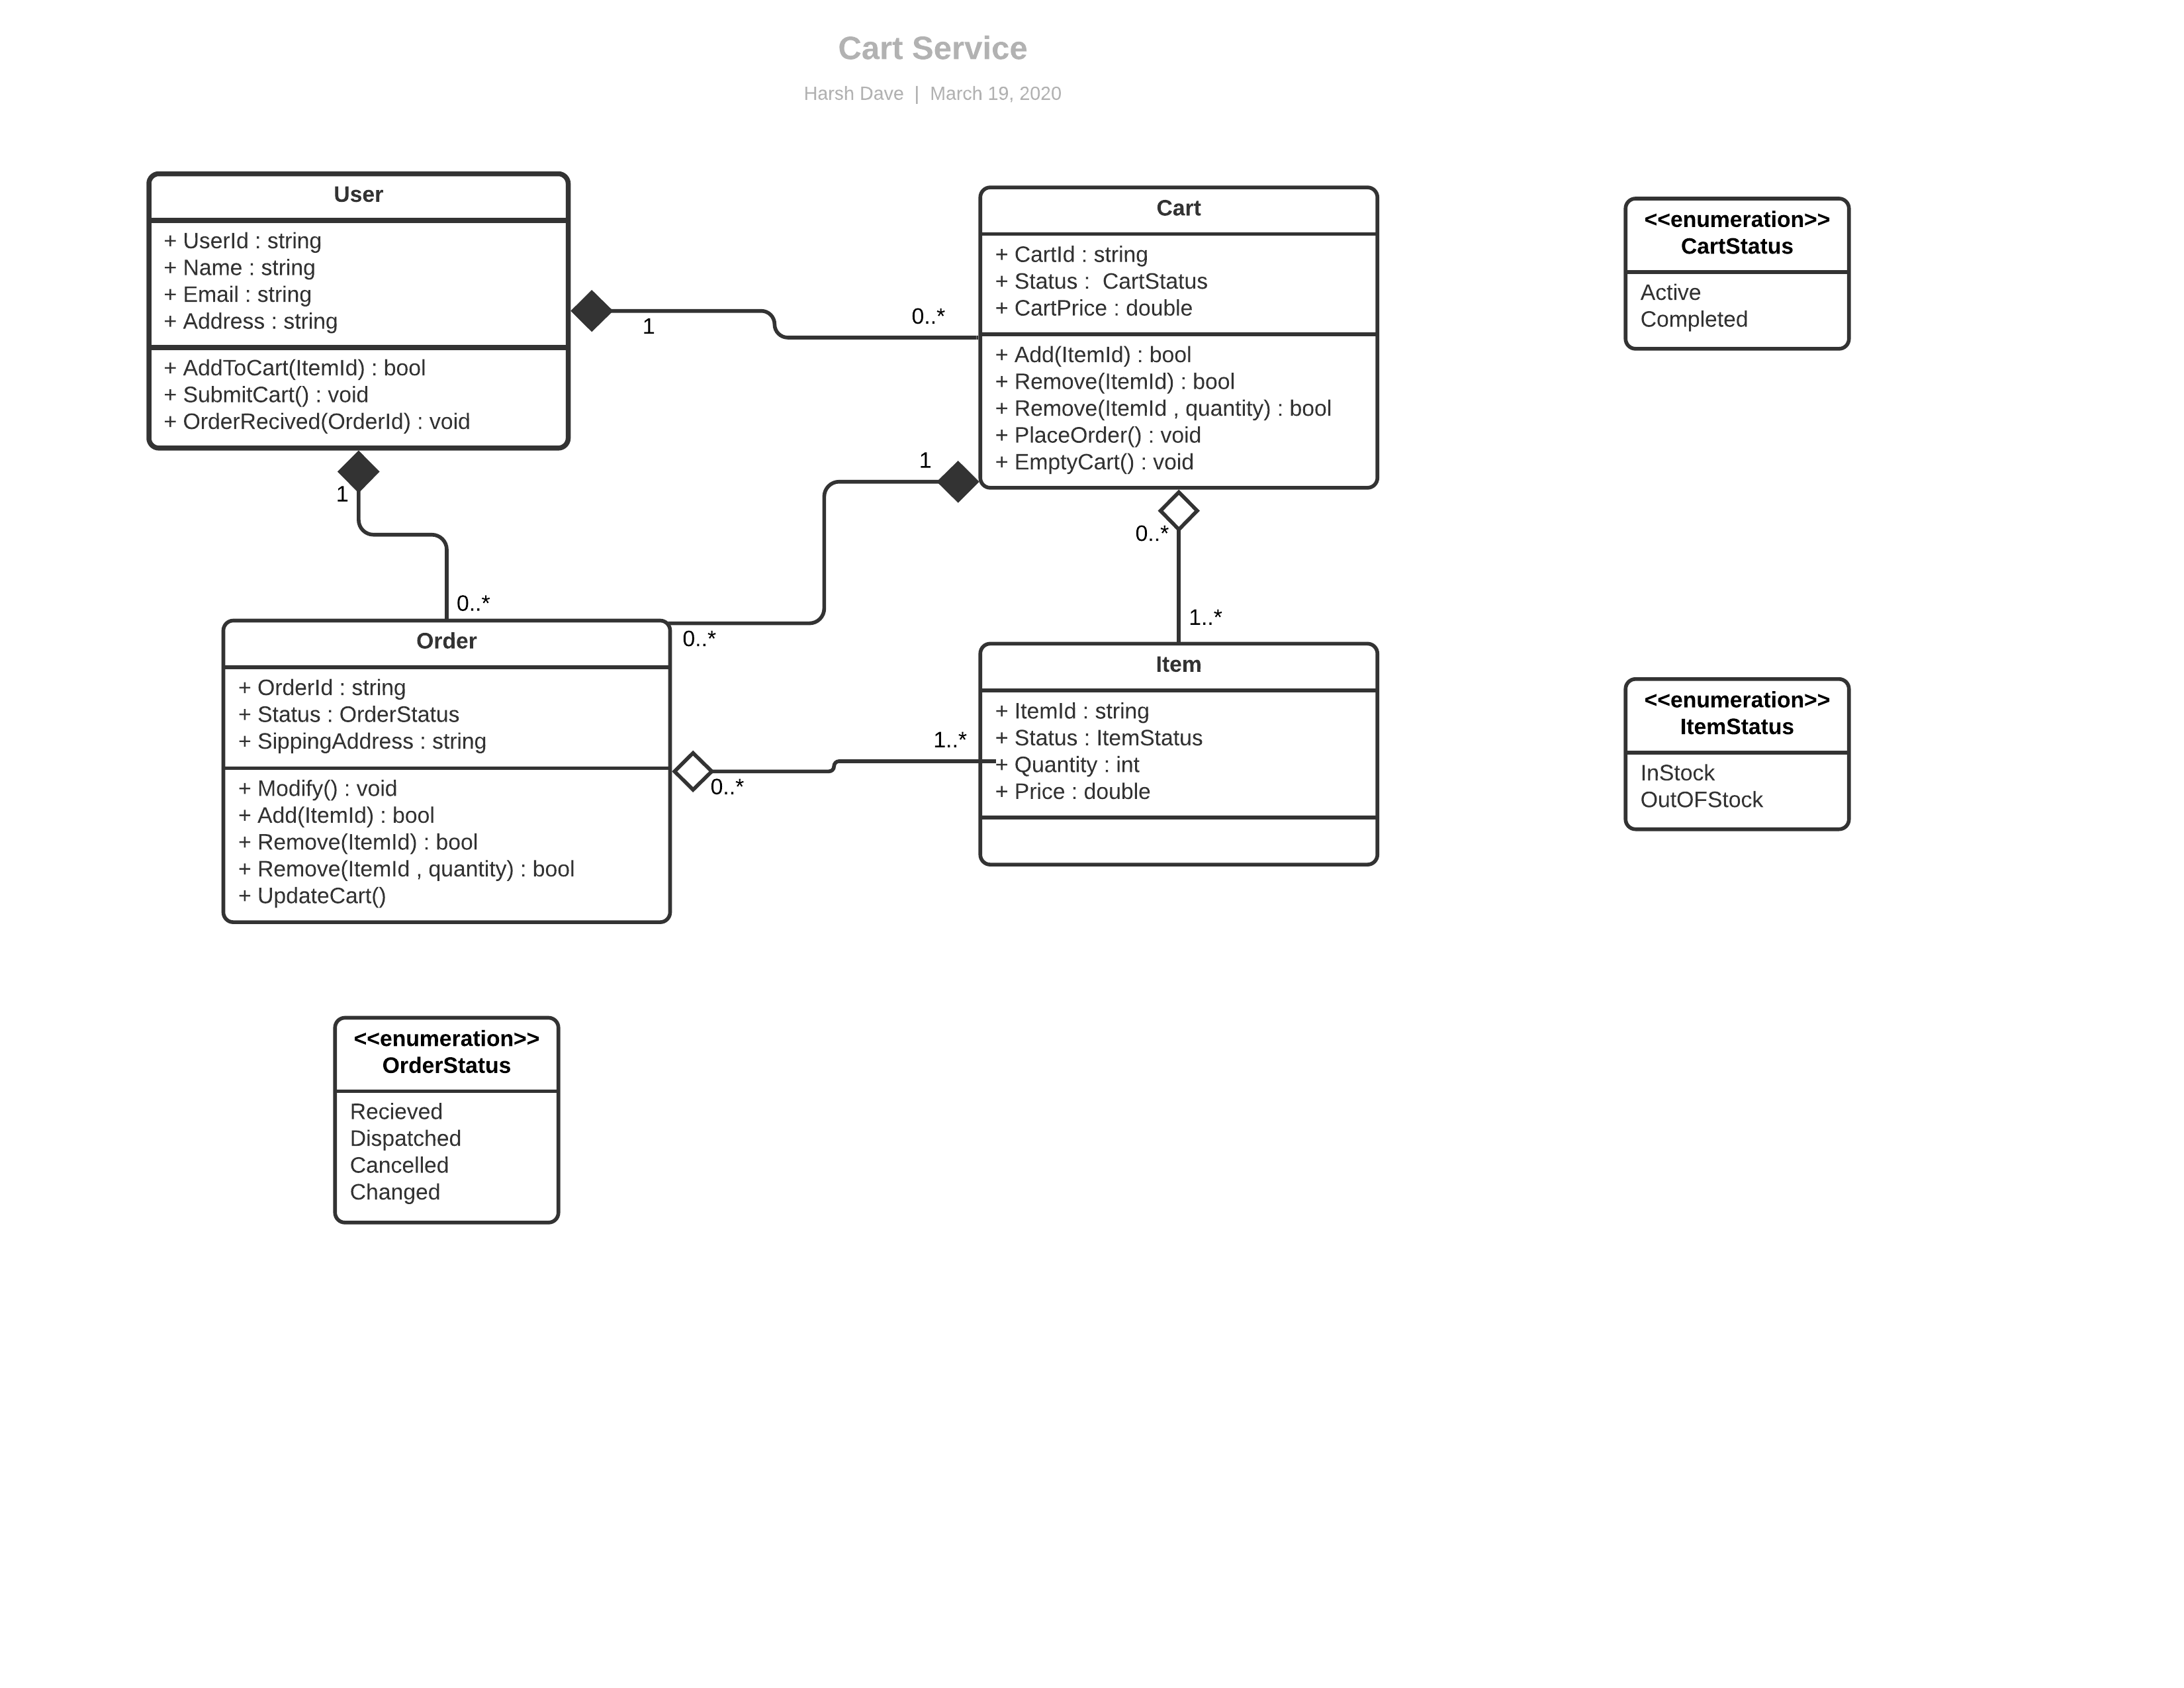 Cart Service
Harsh Dave | March 19, 2020
User
+ UserId : string
+ Name : string
+ Email : string
+ Address : string
+ AddToCart(ItemId) : bool
+ SubmitCart() : void
+ OrderRecived(OrderId) : void
1
0..*
Cart
+ CartId : string
+ Status :  CartStatus
+ CartPrice : double
+ Add(ItemId) : bool
+ Remove(ItemId) : bool
+ Remove(ItemId , quantity) : bool
+ PlaceOrder() : void
+ EmptyCart() : void
<<enumeration>>
CartStatus
Active
Completed
1
0..*
1
0..*
0..*
1..*
Order
+ OrderId : string
+ Status : OrderStatus
+ SippingAddress : string
+ Modify() : void
+ Add(ItemId) : bool
+ Remove(ItemId) : bool
+ Remove(ItemId , quantity) : bool
+ UpdateCart()
0..*
1..*
Item
+ ItemId : string
+ Status : ItemStatus
+ Quantity : int
+ Price : double
<<enumeration>>
ItemStatus
InStock
OutOFStock
<<enumeration>>
OrderStatus
Recieved
Dispatched
Cancelled
Changed